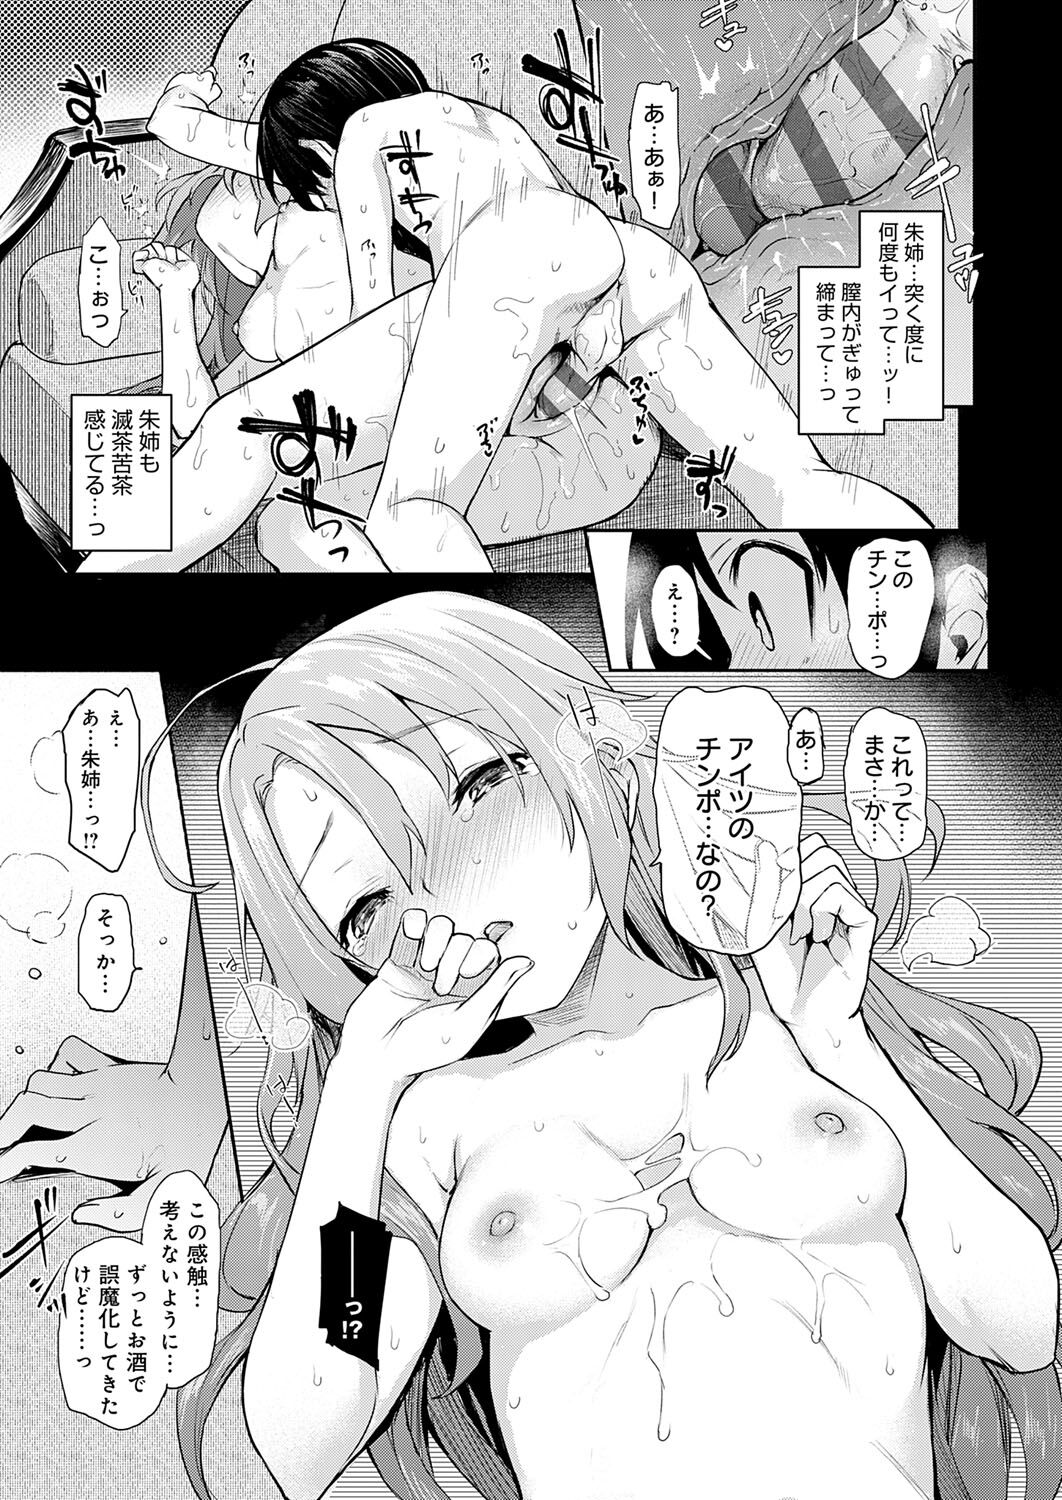 あ…あぁ！
朱姉…突く度に
何度もイって…ッ！
膣内がぎゅって
締まって…っ
こ…ぉっ
朱姉も
滅茶苦茶
感じてる…っ
この
チン…ポ…っ
え…？
これって…
まさ…か…
あ…
アイツの
チンポ…なの？
え…
あ…朱姉…っ!?
そっか…
――っ!?
この感触…
考えないように…
ずっとお酒で
誤魔化してきた
けど……っ